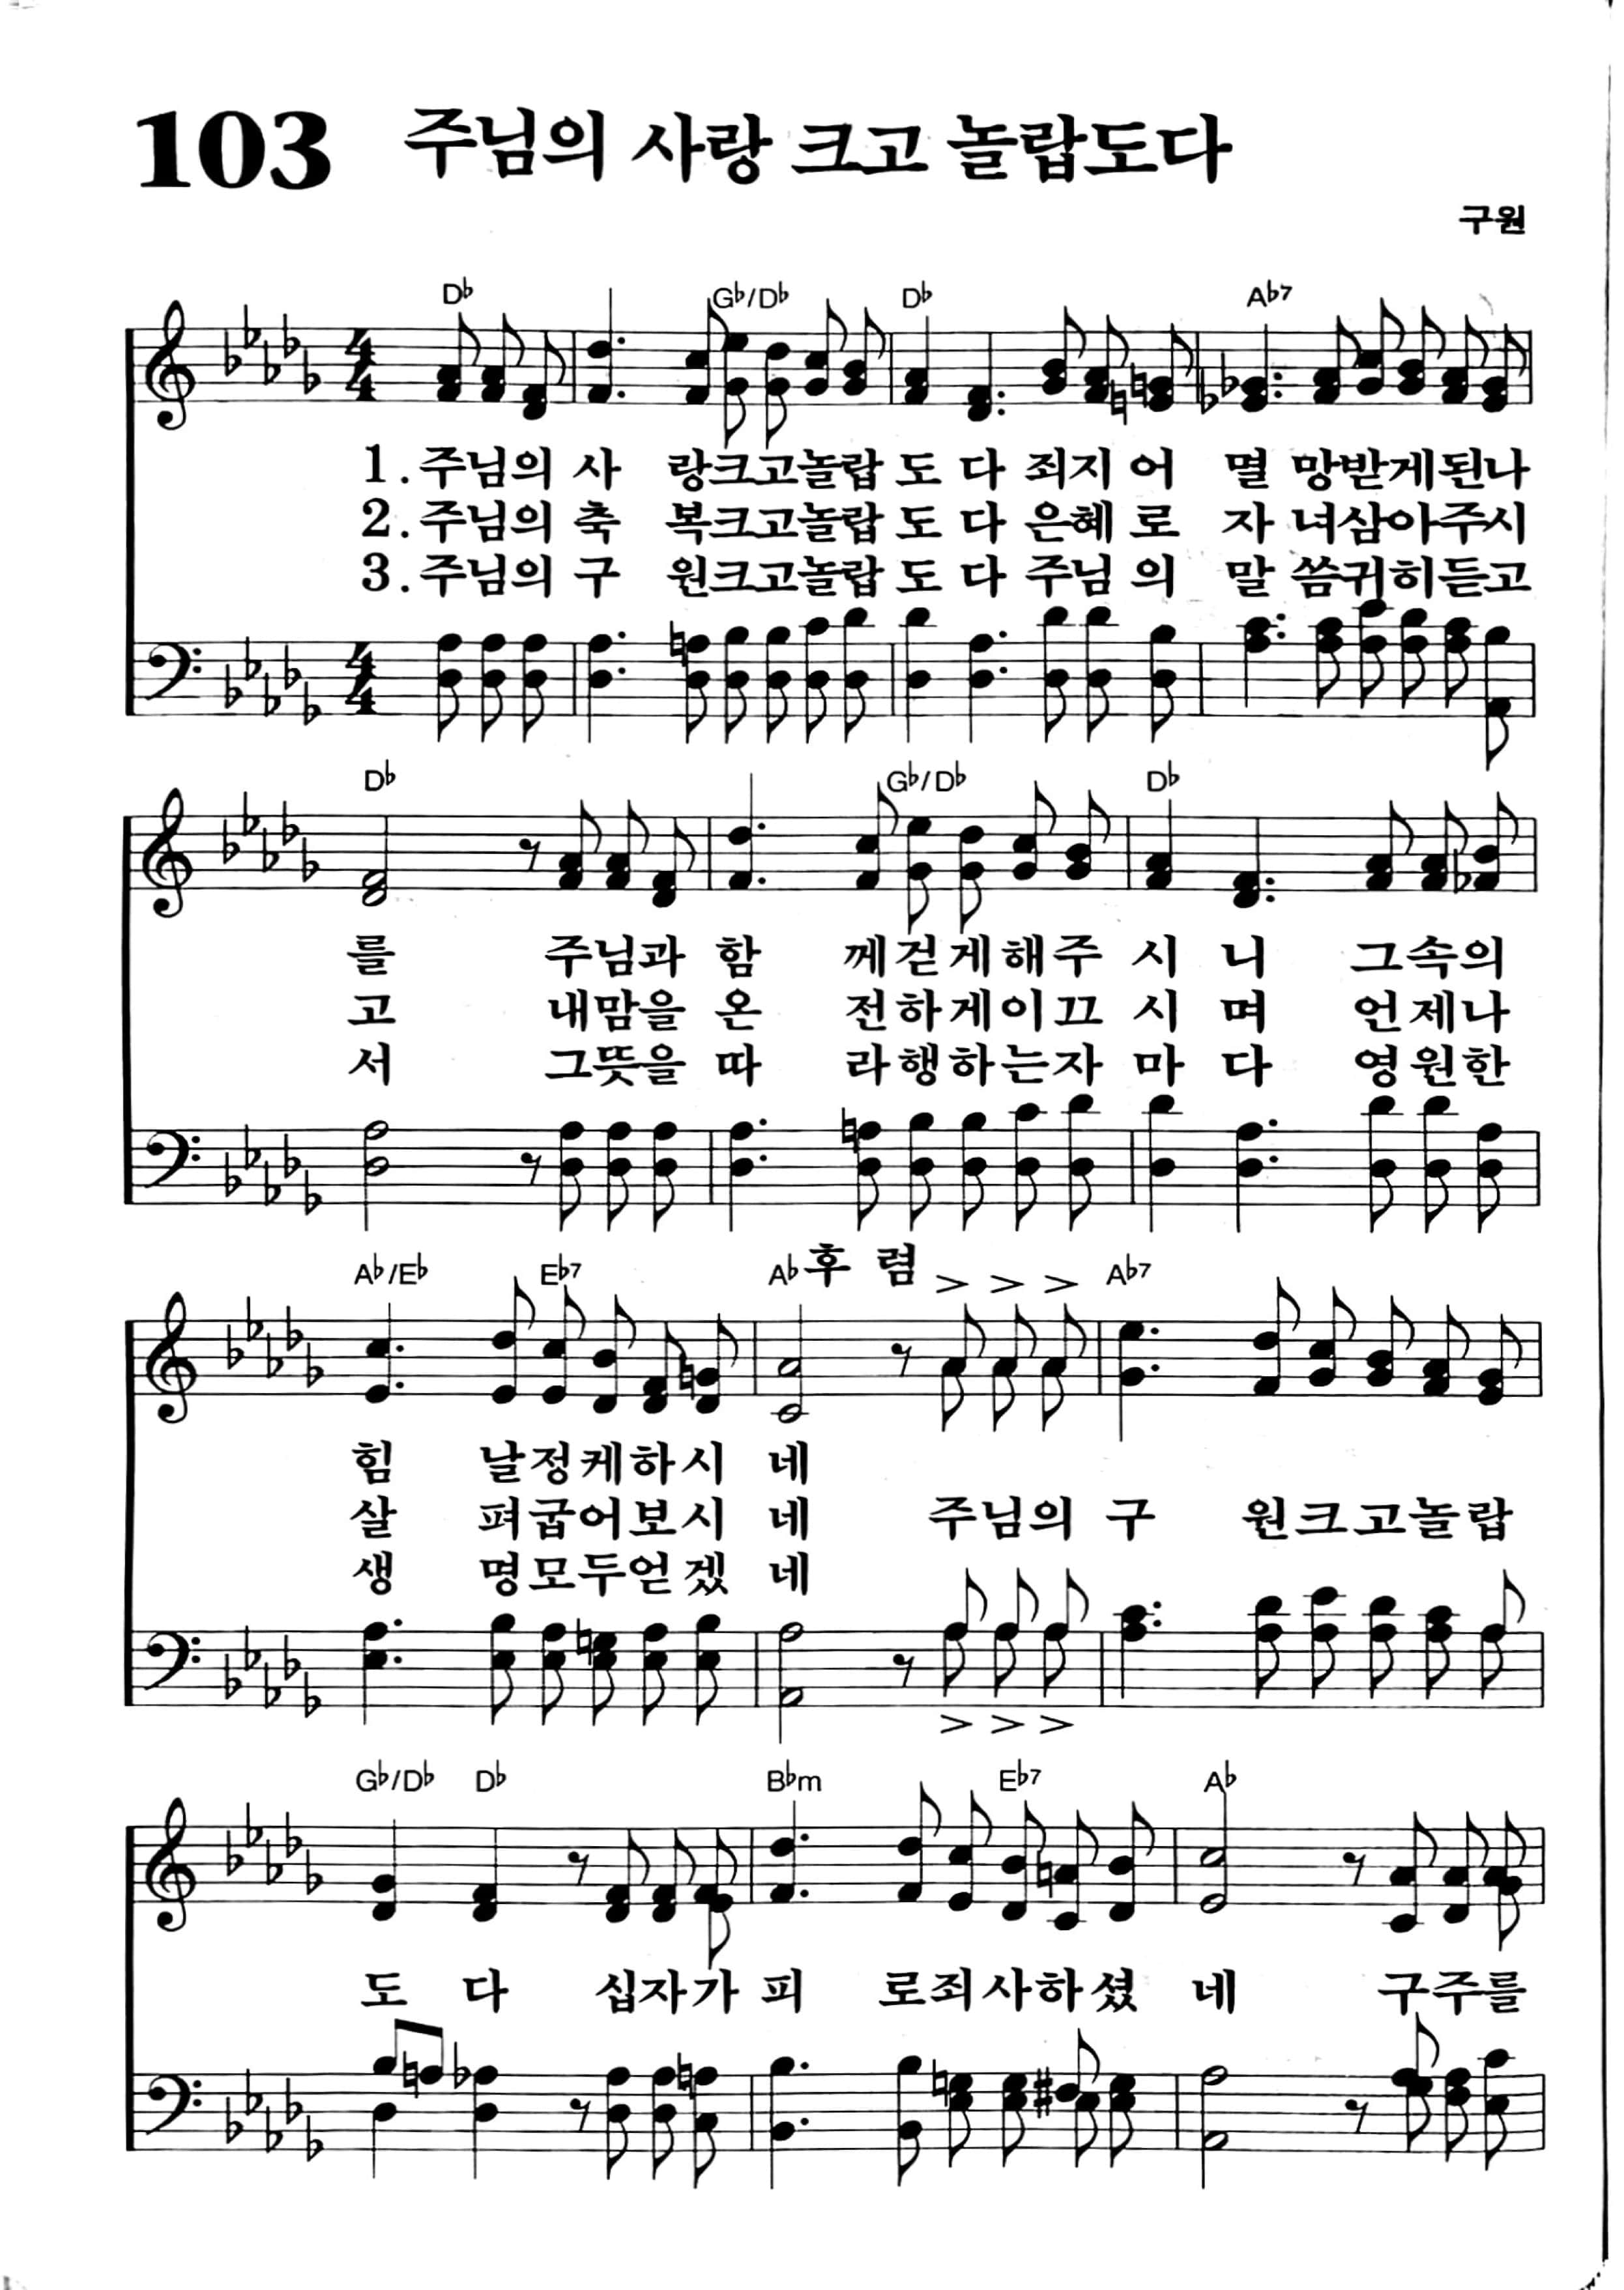 103 주님의 사랑 크고 놀랍도다
구원
D♭ G♭/D♭ D♭ A♭7
1. 주님의 사 랑크고놀랍 도 다 죄지 어 멸 망받게된나
2. 주님의 축 복크고놀랍 도 다 은혜 로 자 녀삼아주시
3. 주님의 구 원크고놀랍 도 다 주님 의 말 씀귀히듣고
D♭ G♭/D♭ D♭
를 주님과 함 께걷게해주 시 니 그속의
고 내맘을 온 전하게이끄 시 며 언제나
서 그뜻을 따 라행하는자 마 다 영원한
A♭/E♭ E♭7 A♭ 후 렴 A♭7
힘 날정케하시 네
살 펴굽어보시 네 주님의 구 원크고놀랍
생 명모두얻겠 네
G♭/D♭ D♭ B♭m E♭7 A♭
도 다 십자가 피 로죄사하셨 네 구주를